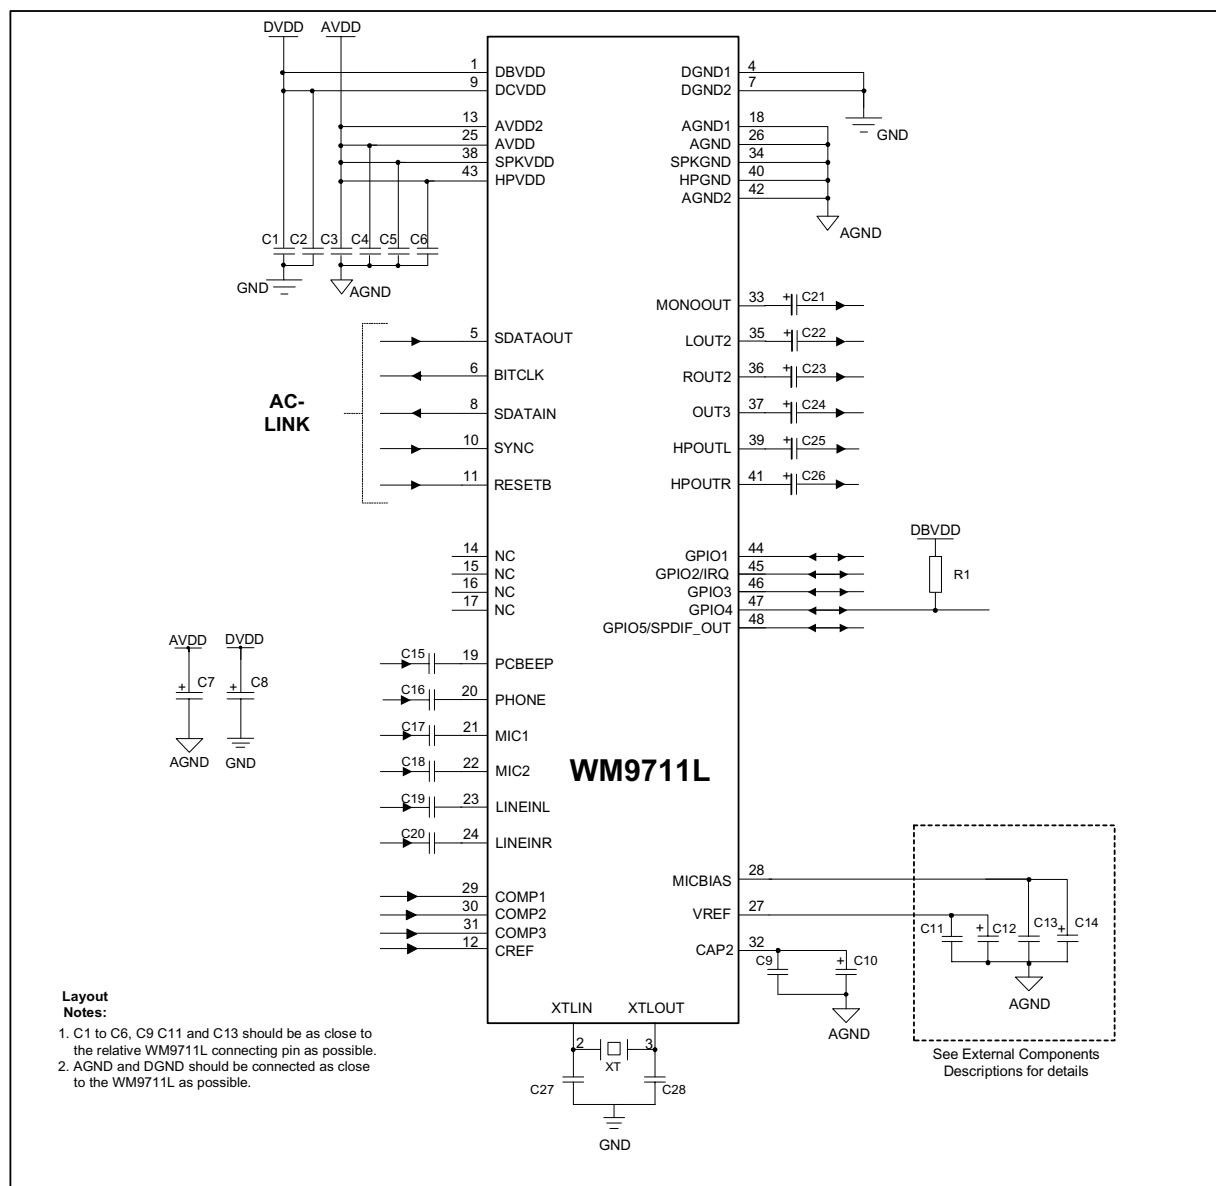 DVDD AVDD
1 DBVDD
9 DCVDD
13 AVDD2
25 AVDD
38 SPKVDD
43 HPVDD
C1 C2 C3 C4 C5 C6
GND AGND
DGND1 4
DGND2 7
GND
AGND1 18
AGND 26
SPKGND 34
HPGND 40
AGND2 42
AGND
AC-
LINK
5 SDATAOUT
6 BITCLK
8 SDATAIN
10 SYNC
11 RESETB
MONOOUT 33 + C21
LOUT2 35 + C22
ROUT2 36 + C23
OUT3 37 + C24
HPOUTL 39 + C25
HPOUTR 41 + C26
14 NC
15 NC
16 NC
17 NC
DBVDD
R1
GPIO1 44
GPIO2/IRQ 45
GPIO3 46
GPIO4 47
GPIO5/SPDIF_OUT 48
AVDD DVDD
+ C7 + C8
AGND GND
C15 19 PCBEEP
C16 20 PHONE
C17 21 MIC1
C18 22 MIC2
C19 23 LINEINL
C20 24 LINEINR
WM9711L
29 COMP1
30 COMP2
31 COMP3
12 CREF
MICBIAS 28
VREF 27
CAP2 32
C9 + C10
AGND
C11 + C12 C13 + C14
AGND
See External Components
Descriptions for details
XTLIN XTLOUT
2 3
XT
C27 C28
GND
Layout
Notes:
1. C1 to C6, C9 C11 and C13 should be as close to
the relative WM9711L connecting pin as possible.
2. AGND and DGND should be connected as close
to the WM9711L as possible.